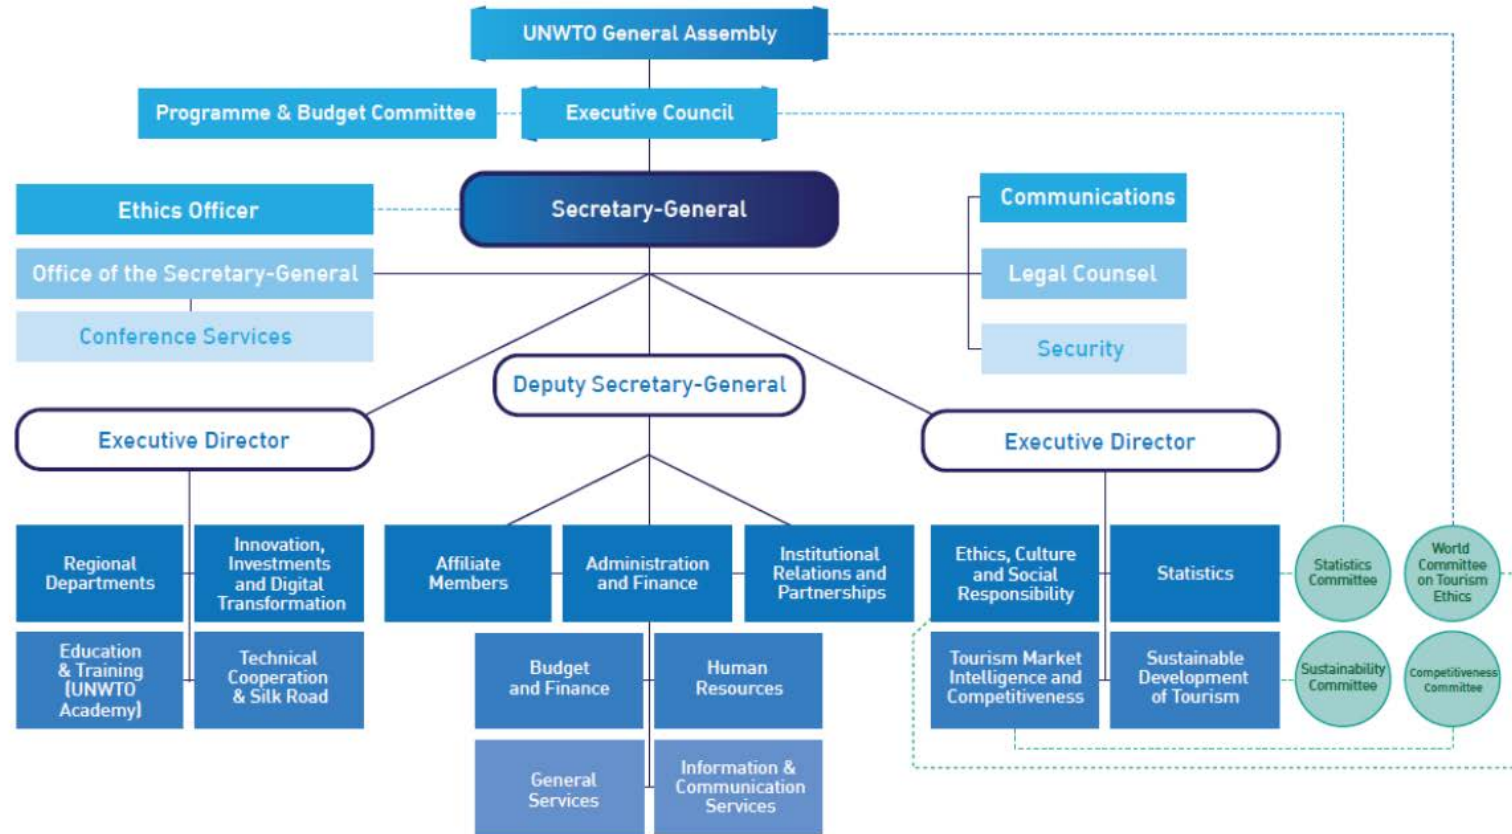 UNWTO General Assembly
Programme & Budget Committee
Executive Council
Ethics Officer
Secretary-General
Communications
Office of the Secretary-General
Legal Counsel
Conference Services
Security
Deputy Secretary-General
Executive Director
Executive Director
Regional
Departments
Innovation,
Investments
and Digital
Transformation
Affiliate
Members
Administration
and Finance
Institutional
Relations and
Partnerships
Ethics, Culture
and Social
Responsibility
Statistics
Statistics
Committee
World
Committee
on Tourism
Ethics
Education
& Training
(UNWTO
Academy)
Technical
Cooperation
& Silk Road
Budget
and Finance
Human
Resources
Tourism Market
Intelligence and
Competitiveness
Sustainable
Development
of Tourism
Sustainability
Committee
Competitiveness
Committee
General
Services
Information &
Communication
Services